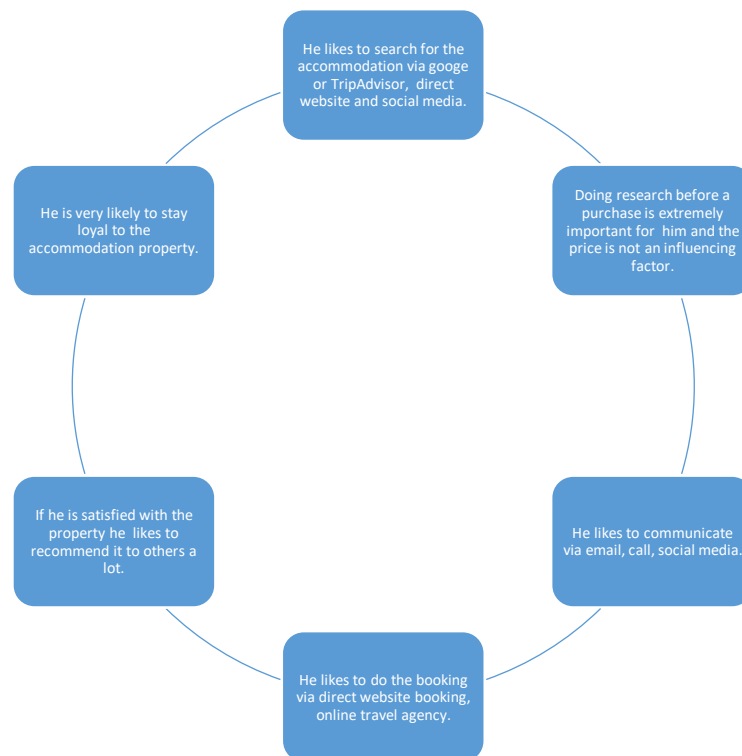 He likes to search for the
accommodation via googe
or TripAdvisor, direct
website and social media.
Doing research before a
purchase is extremely
important for him and the
price is not an influencing
factor.
He likes to communicate
via email, call, social media.
He likes to do the booking
via direct website booking,
online travel agency.
If he is satisfied with the
property he likes to
recommend it to others a
lot.
He is very likely to stay
loyal to the
accommodation property.